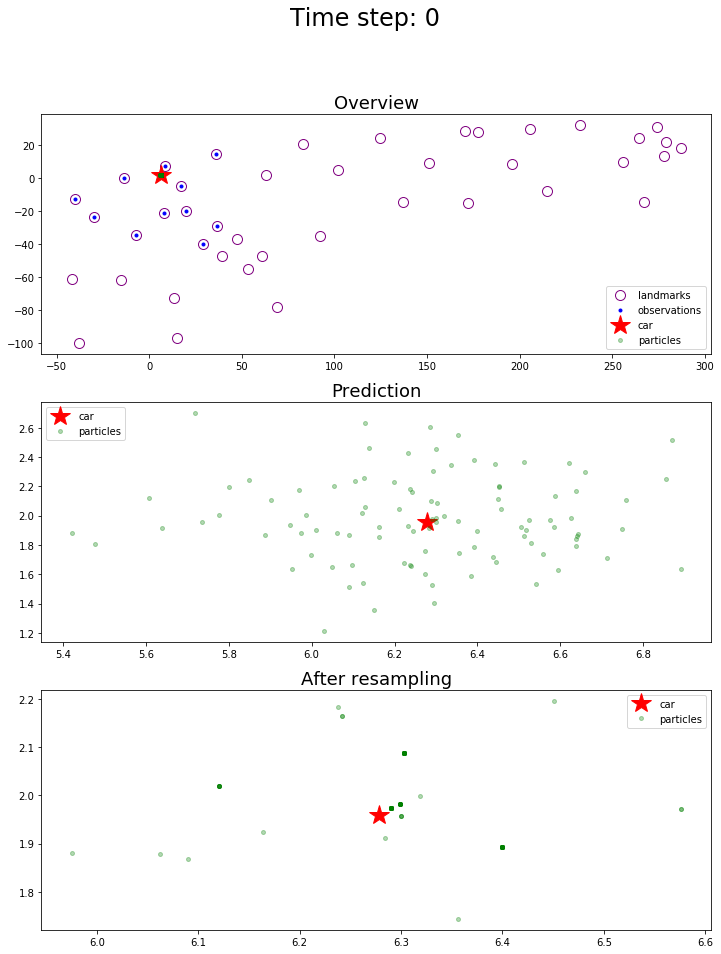 Time step: 0
Overview
20
0
−20
−40
−60
−80
−100
landmarks
observations
car
particles
−50 0 50 100 150 200 250 300
Prediction
car
particles
2.6
2.4
2.2
2.0
1.8
1.6
1.4
1.2
5.4 5.6 5.8 6.0 6.2 6.4 6.6 6.8
After resampling
car
particles
2.2
2.1
2.0
1.9
1.8
6.0 6.1 6.2 6.3 6.4 6.5 6.6